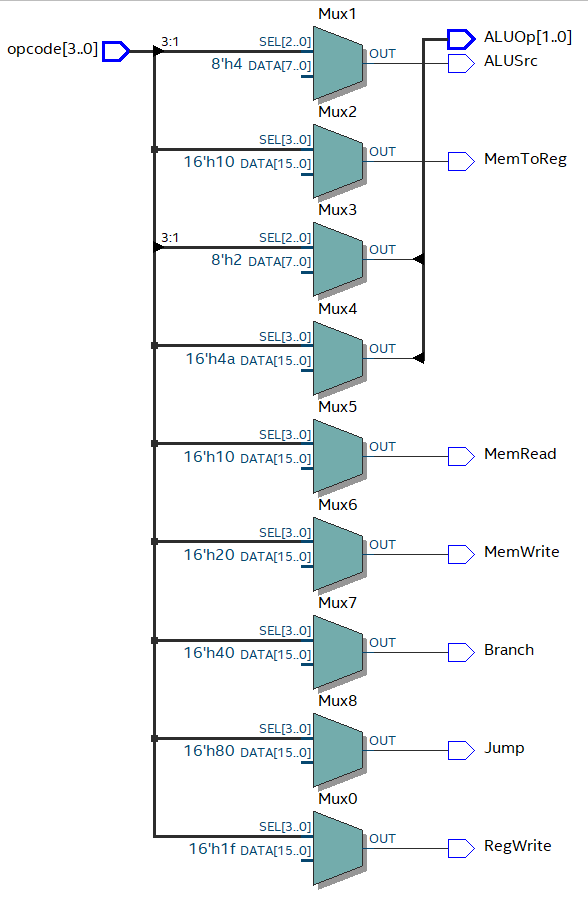 Mux1
opcode[3..0]
3:1
SEL[2..0]
8'h4 DATA[7..0]
OUT
ALUOp[1..0]
ALUSrc
Mux2
SEL[3..0]
16'h10 DATA[15..0]
OUT
MemToReg
Mux3
3:1
SEL[2..0]
8'h2 DATA[7..0]
OUT
Mux4
SEL[3..0]
16'h4a DATA[15..0]
OUT
Mux5
SEL[3..0]
16'h10 DATA[15..0]
OUT
MemRead
Mux6
SEL[3..0]
16'h20 DATA[15..0]
OUT
MemWrite
Mux7
SEL[3..0]
16'h40 DATA[15..0]
OUT
Branch
Mux8
SEL[3..0]
16'h80 DATA[15..0]
OUT
Jump
Mux0
SEL[3..0]
16'h1f DATA[15..0]
OUT
RegWrite